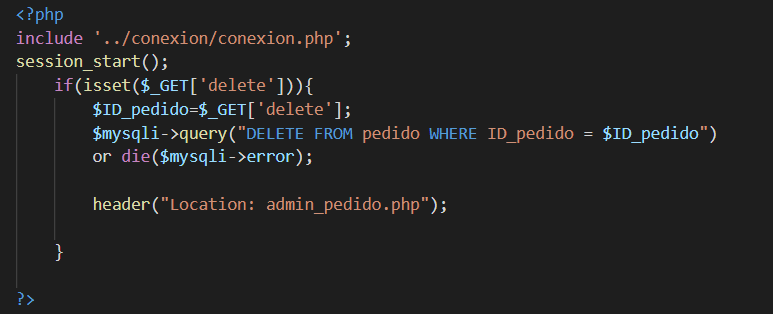 <?php
include '../conexion/conexion.php';
session_start();
    if(isset($_GET['delete'])){
        $ID_pedido=$_GET['delete'];
        $mysqli->query("DELETE FROM pedido WHERE ID_pedido = $ID_pedido")
        or die($mysqli->error);
        header("Location: admin_pedido.php");
    }
?>